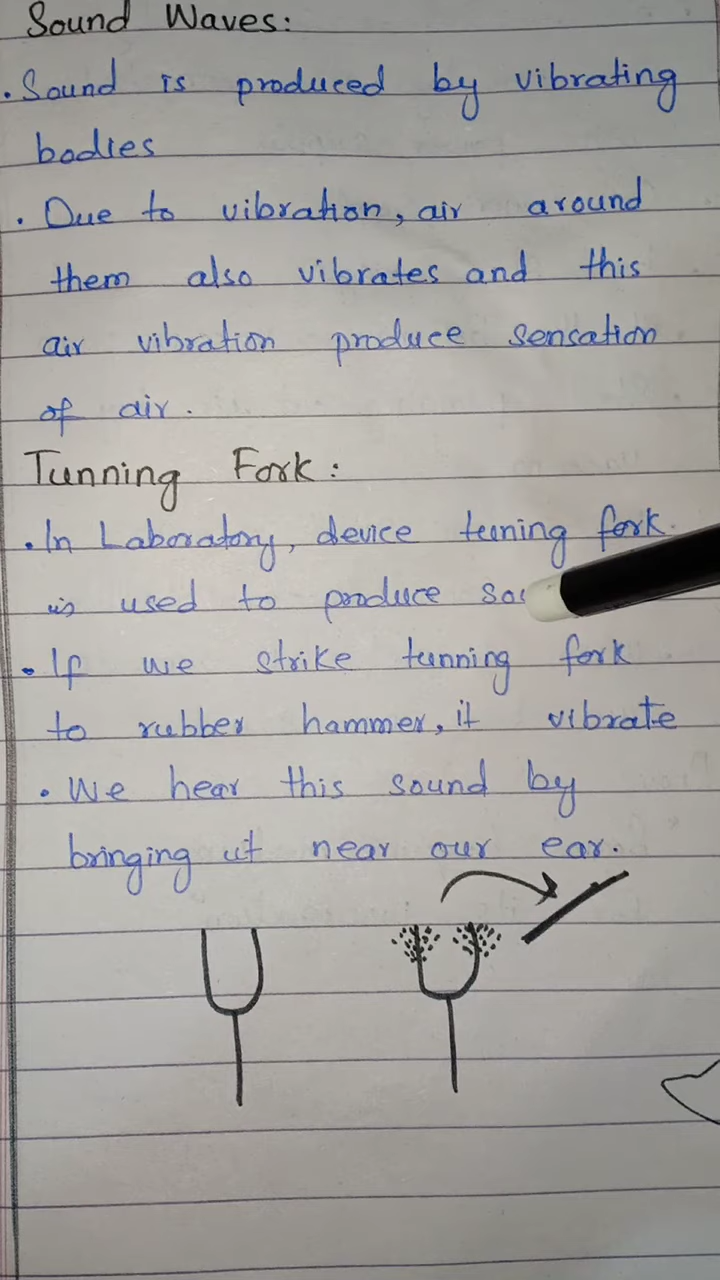 Sound Waves:
. Sound is produced by vibrating
bodies
. Due to vibration, air around
them also vibrates and this
air vibration produce sensation
of air.
Tunning Fork:
. In Laboratory, device tunning fork.
is used to produce
. If we strike tunning fork
to rubber hammer, it vibrate
. We hear this sound by
bringing it near our ear.